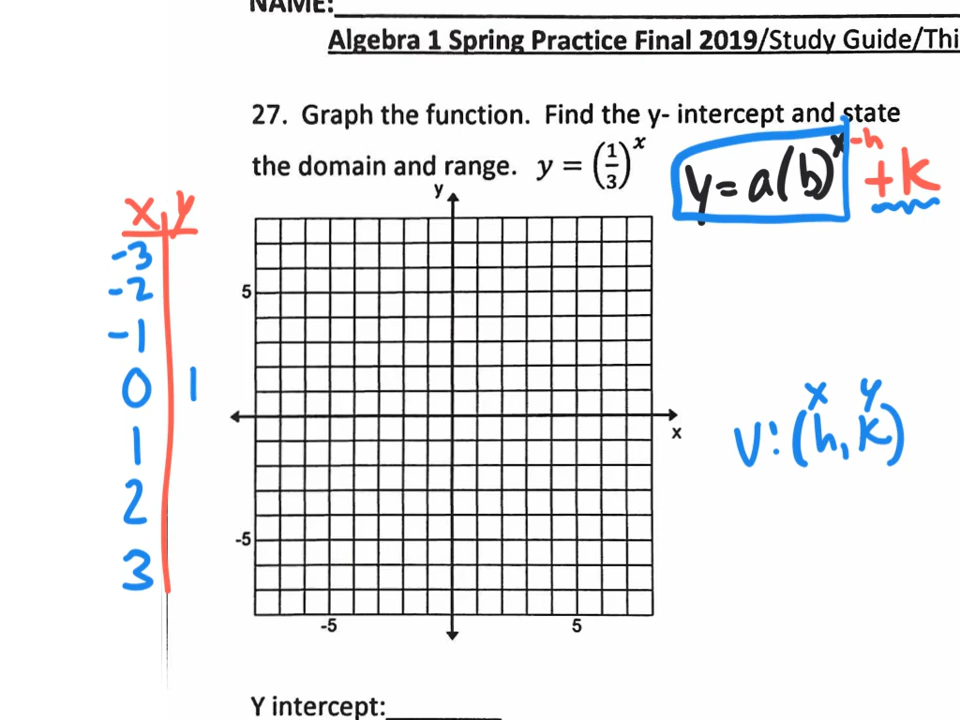 NAME:
Algebra 1 Spring Practice Final 2019/Study Guide/Thi
27. Graph the function. Find the y- intercept and state
the domain and range. y = (1/3)^x
y = a(b)^x-h + k
x y
-3
-2
-1
0 1
1
2
3
y
5
x
-5
-5 5
x y
V: (h, k)
Y intercept: